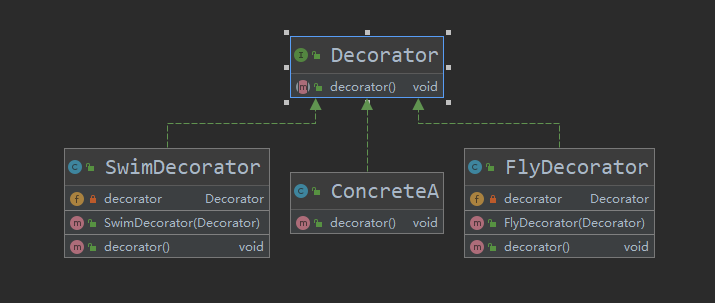 Decorator
decorator() void
SwimDecorator
decorator Decorator
SwimDecorator(Decorator)
decorator() void
ConcreteA
decorator() void
FlyDecorator
decorator Decorator
FlyDecorator(Decorator)
decorator() void